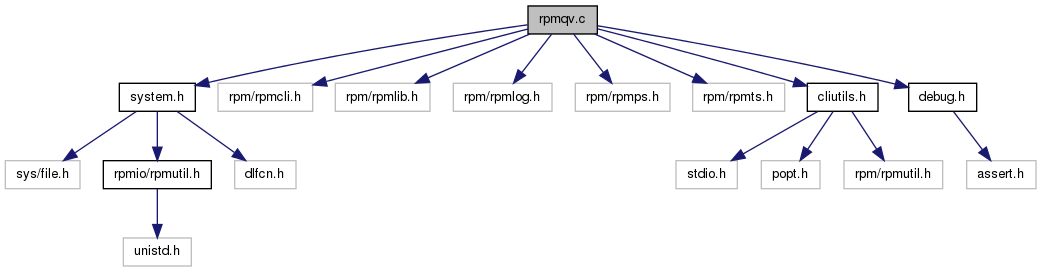 rpmqv.c
system.h
rpm/rpmcli.h
rpm/rpmlib.h
rpm/rpmlog.h
rpm/rpmps.h
rpm/rpmts.h
cliutils.h
debug.h
sys/file.h
rpmio/rpmutil.h
dlfcn.h
stdio.h
popt.h
rpm/rpmutil.h
assert.h
unistd.h